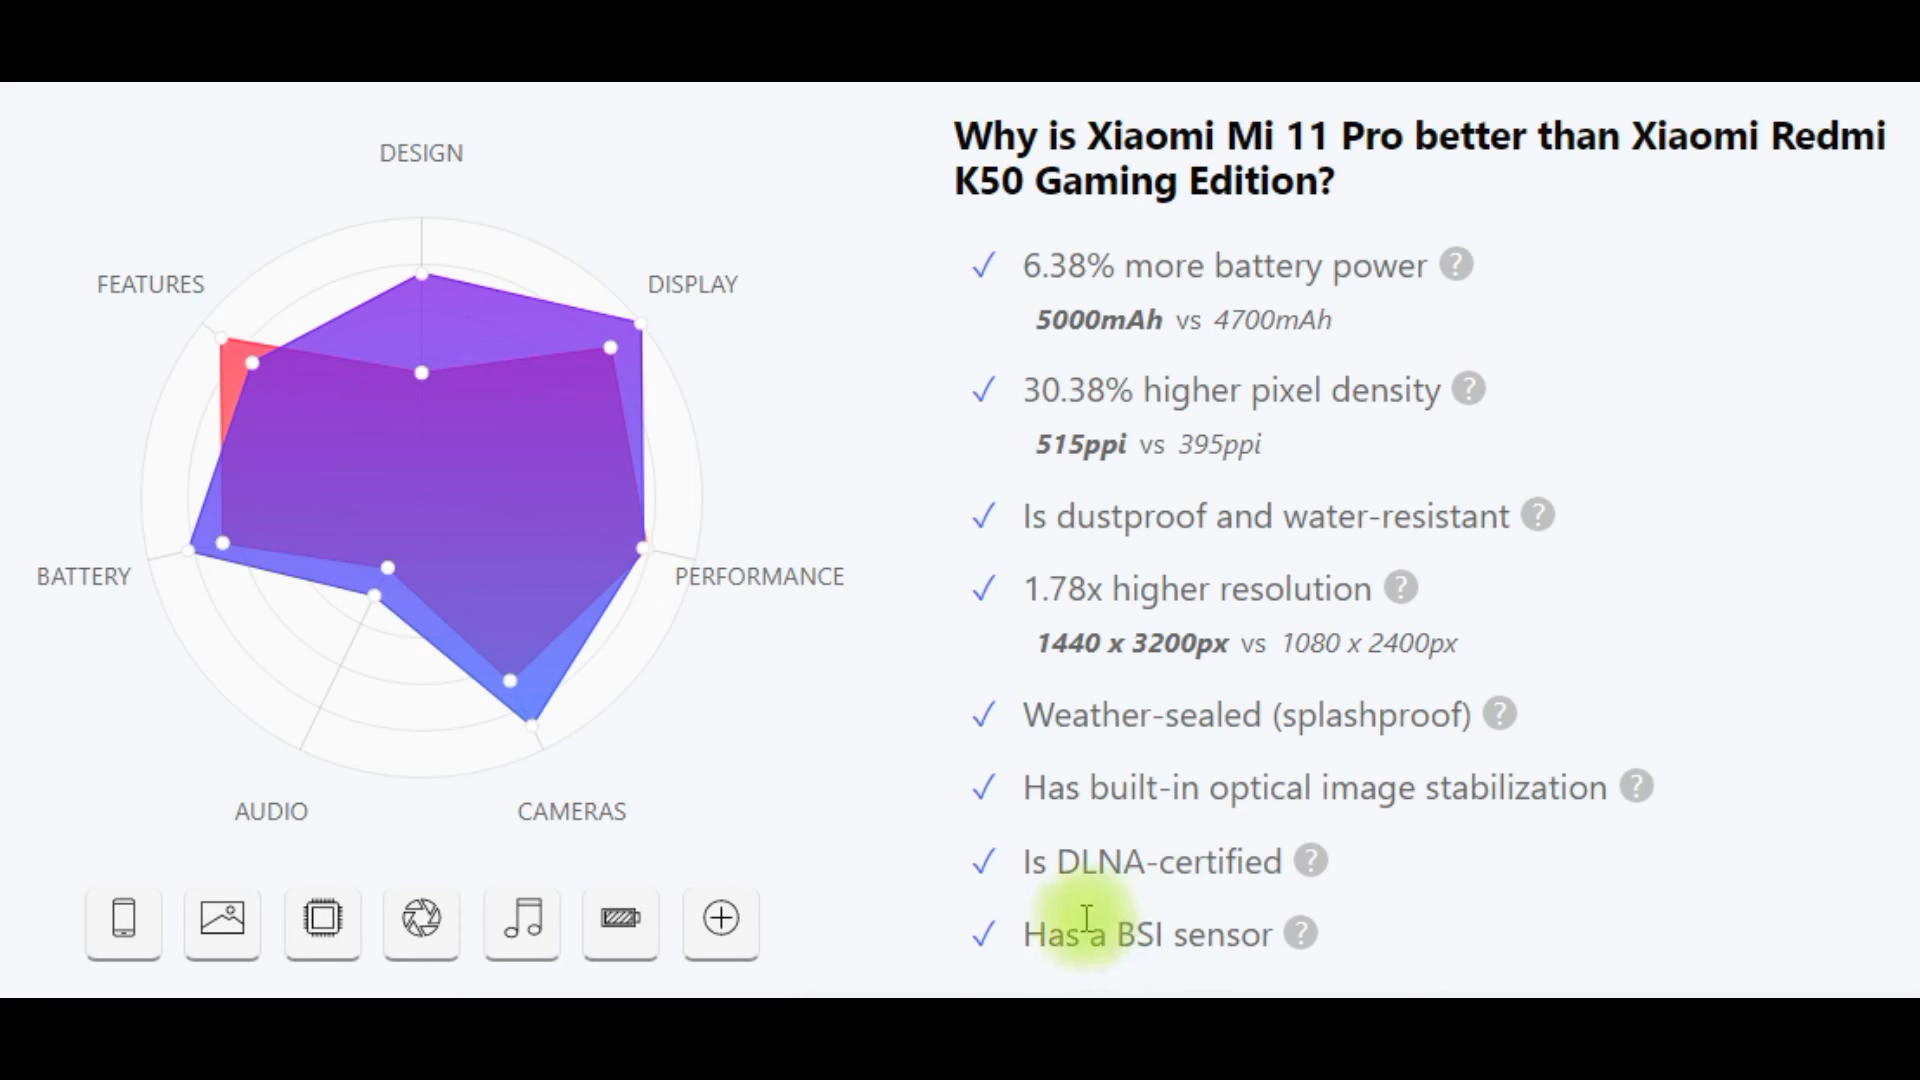 DESIGN
FEATURES
DISPLAY
BATTERY
PERFORMANCE
AUDIO
CAMERAS
Why is Xiaomi Mi 11 Pro better than Xiaomi Redmi
K50 Gaming Edition?
✓ 6.38% more battery power ?
5000mAh vs 4700mAh
✓ 30.38% higher pixel density ?
515ppi vs 395ppi
✓ Is dustproof and water-resistant ?
✓ 1.78x higher resolution ?
1440 x 3200px vs 1080 x 2400px
✓ Weather-sealed (splashproof) ?
✓ Has built-in optical image stabilization ?
✓ Is DLNA-certified ?
✓ Has a BSI sensor ?